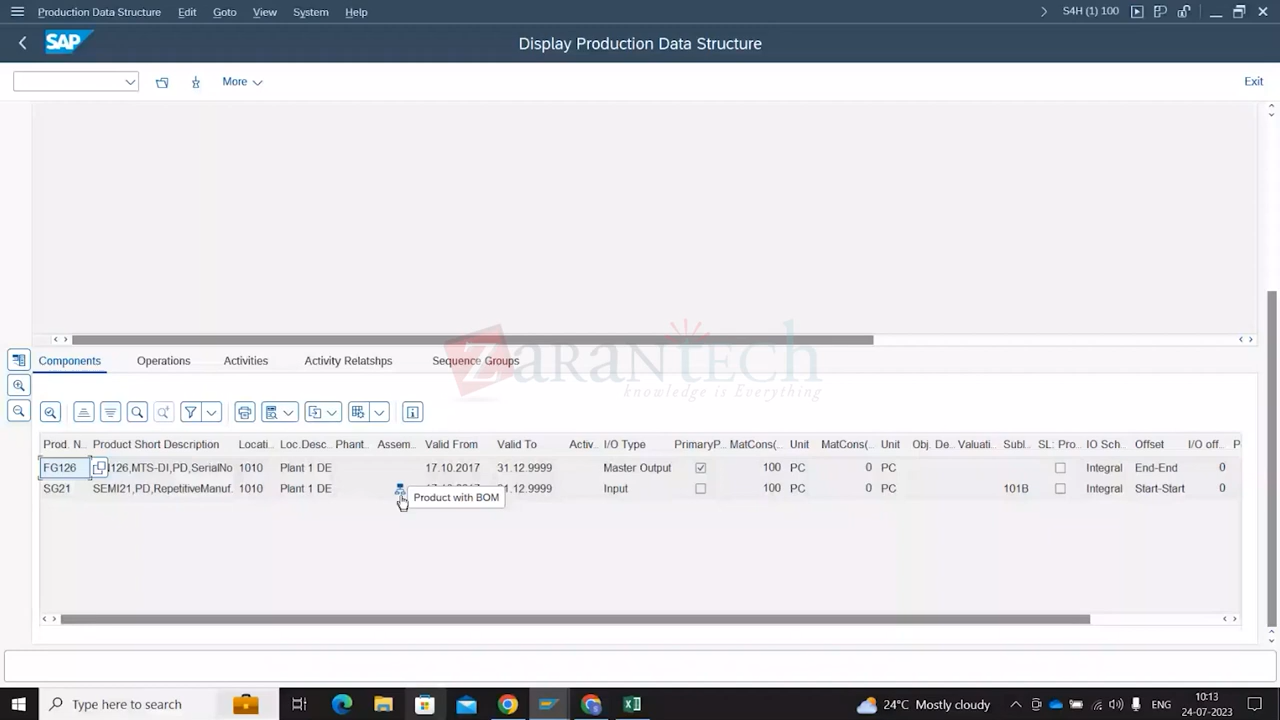 Production Data Structure Edit Goto View System Help S4H (1) 100
SAP Display Production Data Structure
More Exit
ZARANTECH
knowledge is Everything
Components Operations Activities Activity Relatshps Sequence Groups
Prod. N... Product Short Description Locati... Loc.Desc... Phant... Assem... Valid From Valid To Activ... I/O Type PrimaryP... MatCons(... Unit MatCons(... Unit Obj. De... Valuati... Subl... SL: Pro... IO Sch... Offset I/O off... P
FG126 126,MTS-DI,PD,SerialNo 1010 Plant 1 DE 17.10.2017 31.12.9999 Master Output 100 PC 0 PC Integral End-End 0
SG21 SEMI21,PD,RepetitiveManuf... 1010 Plant 1 DE 31.12.9999 Input 100 PC 0 PC 101B Integral Start-Start 0
Product with BOM
Type here to search 24°C Mostly cloudy ENG 10:13
24-07-2023